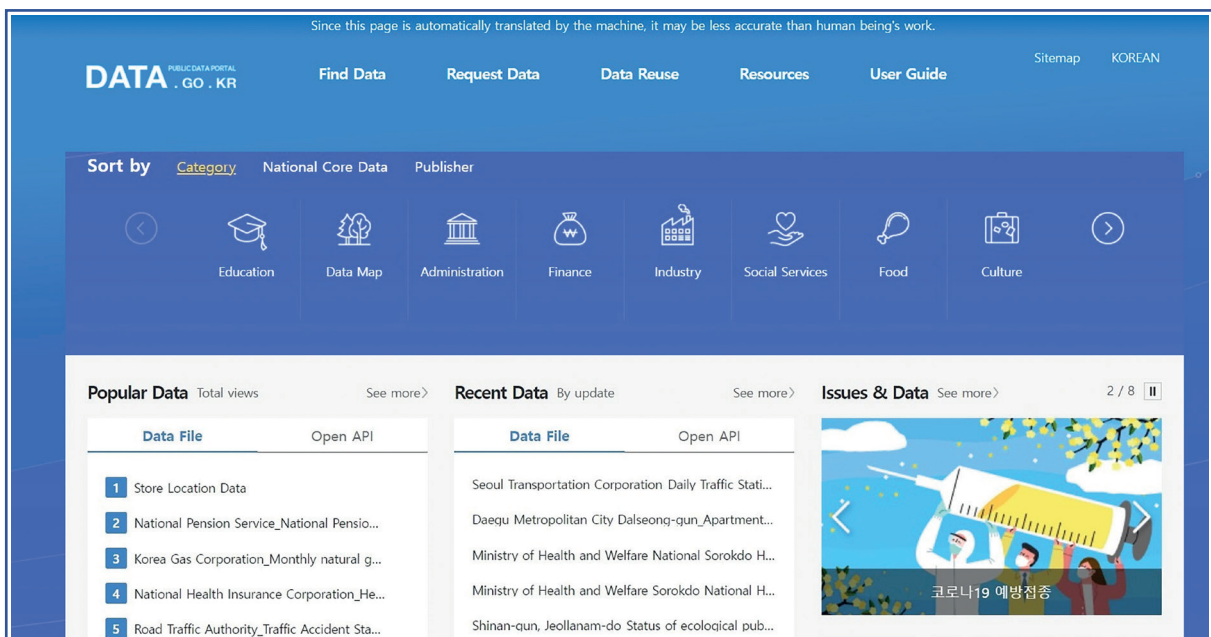 Since this page is automatically translated by the machine, it may be less accurate than human being's work.
Sitemap KOREAN
DATA PUBLIC DATA PORTAL . GO . KR
Find Data Request Data Data Reuse Resources User Guide
Sort by Category National Core Data Publisher
Education Data Map Administration Finance Industry Social Services Food Culture
Popular Data Total views See more>
Data File Open API
1 Store Location Data
2 National Pension Service_National Pensio...
3 Korea Gas Corporation_Monthly natural g...
4 National Health Insurance Corporation_He...
5 Road Traffic Authority_Traffic Accident Sta...
Recent Data By update See more>
Data File Open API
Seoul Transportation Corporation Daily Traffic Stati...
Daegu Metropolitan City Dalseong-gun_Apartment...
Ministry of Health and Welfare National Sorokdo H...
Ministry of Health and Welfare Sorokdo National H...
Shinan-gun, Jeollanam-do Status of ecological pub...
Issues & Data See more> 2 / 8
코로나19 예방접종